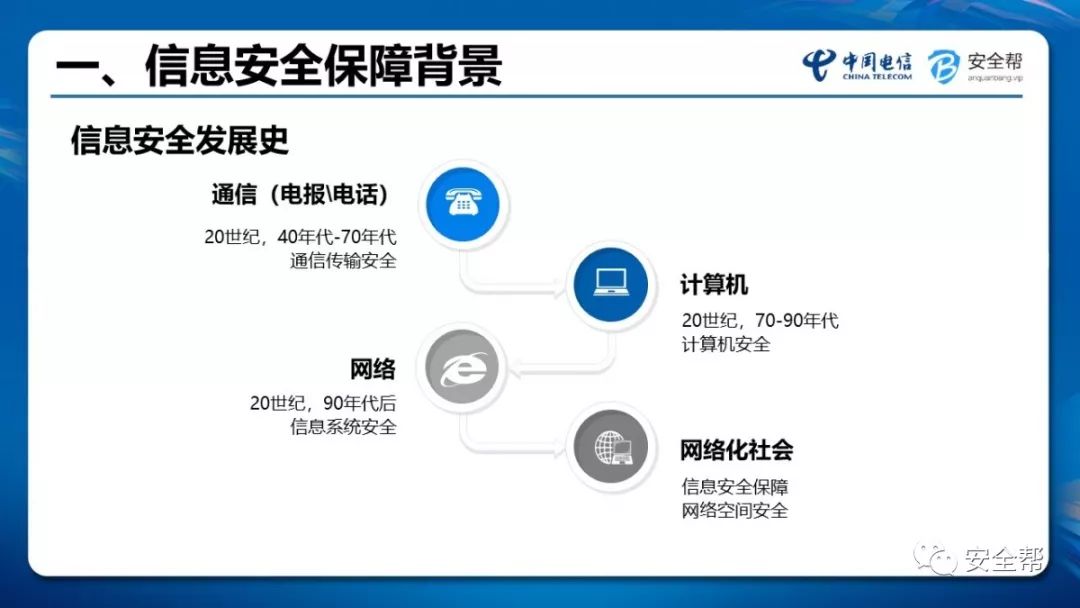 一、信息安全保障背景
中国电信
CHINA TELECOM
安全帮
anquanbang.vip
信息安全发展史
通信（电报\电话）
20世纪，40年代-70年代
通信传输安全
计算机
20世纪，70-90年代
计算机安全
网络
20世纪，90年代后
信息系统安全
网络化社会
信息安全保障
网络空间安全
安全帮